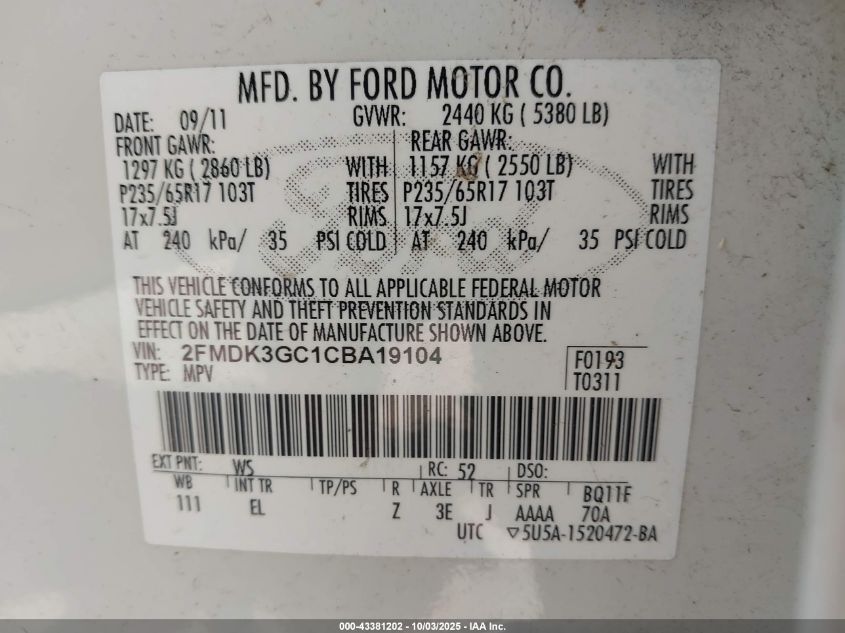 MFD. BY FORD MOTOR CO.
DATE: 09/11 GVWR: 2440 KG ( 5380 LB)
FRONT GAWR: REAR GAWR:
1297 KG ( 2860 LB) WITH 1157 KG ( 2550 LB) WITH
P235/65R17 103T TIRES P235/65R17 103T TIRES
17x7.5J RIMS 17x7.5J RIMS
AT 240 kPa/ 35 PSI COLD AT 240 kPa/ 35 PSI COLD
THIS VEHICLE CONFORMS TO ALL APPLICABLE FEDERAL MOTOR
VEHICLE SAFETY AND THEFT PREVENTION STANDARDS IN
EFFECT ON THE DATE OF MANUFACTURE SHOWN ABOVE.
VIN: 2FMDK3GC1CBA19104 F0193
TYPE: MPV T0311
EXT PNT: WS RC: 52 DSO:
WB INT TR TP/PS R AXLE TR SPR BQ11F
111 EL Z 3E J AAAA 70A
UTC ▽5U5A-1520472-BA
000-43381202 - 10/03/2025 - IAA Inc.